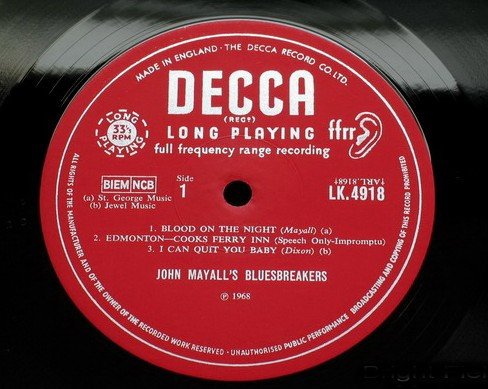 MADE IN ENGLAND · THE DECCA RECORD CO. LTD.
DECCA
(REGD)
LONG PLAYING
33⅓
RPM
LONG PLAYING
ffrr
full frequency range recording
BIEM NCB
(a) St. George Music
(b) Jewel Music
Side
1
LK.4918
1. BLOOD ON THE NIGHT (Mayall) (a)
2. EDMONTON—COOKS FERRY INN (Speech Only-Impromptu)
3. I CAN QUIT YOU BABY (Dixon) (b)
JOHN MAYALL'S BLUESBREAKERS
℗ 1968
ALL RIGHTS OF THE MANUFACTURER AND OF THE OWNER OF THE RECORDED WORK RESERVED · UNAUTHORISED PUBLIC PERFORMANCE BROADCASTING AND COPYING OF THIS RECORD PROHIBITED